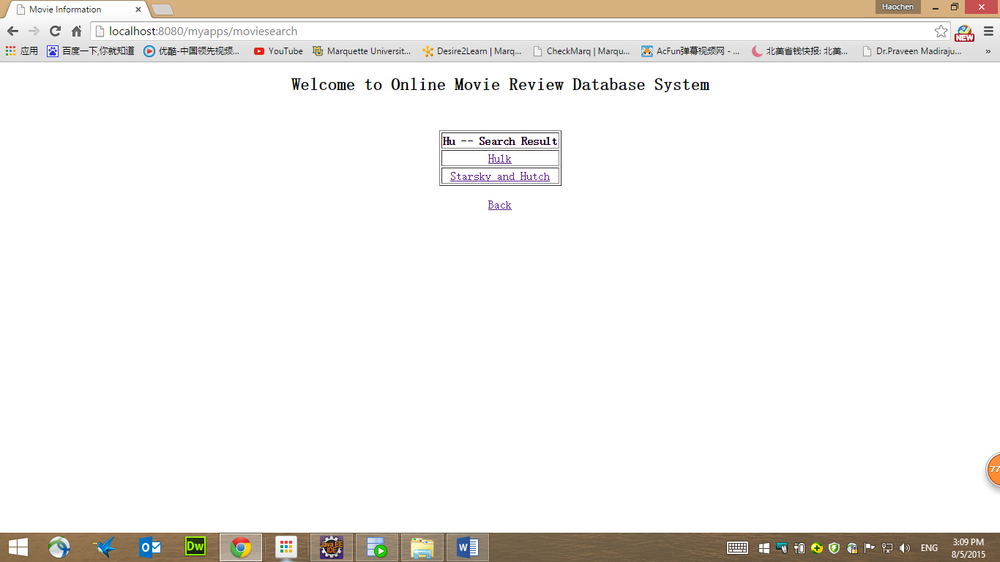 Movie Information
Haochen
localhost:8080/myapps/moviesearch
NEW
应用 百度一下,你就知道 优酷-中国领先视频... YouTube Marquette Universit... Desire2Learn | Marq... CheckMarq | Marqu... AcFun弹幕视频网 - ... 北美省钱快报: 北美... Dr.Praveen Madiraju... »
Welcome to Online Movie Review Database System
Hu -- Search Result
Hulk
Starsky and Hutch
Back
77
Dw
Java EE
IDE
ENG
3:09 PM
8/5/2015